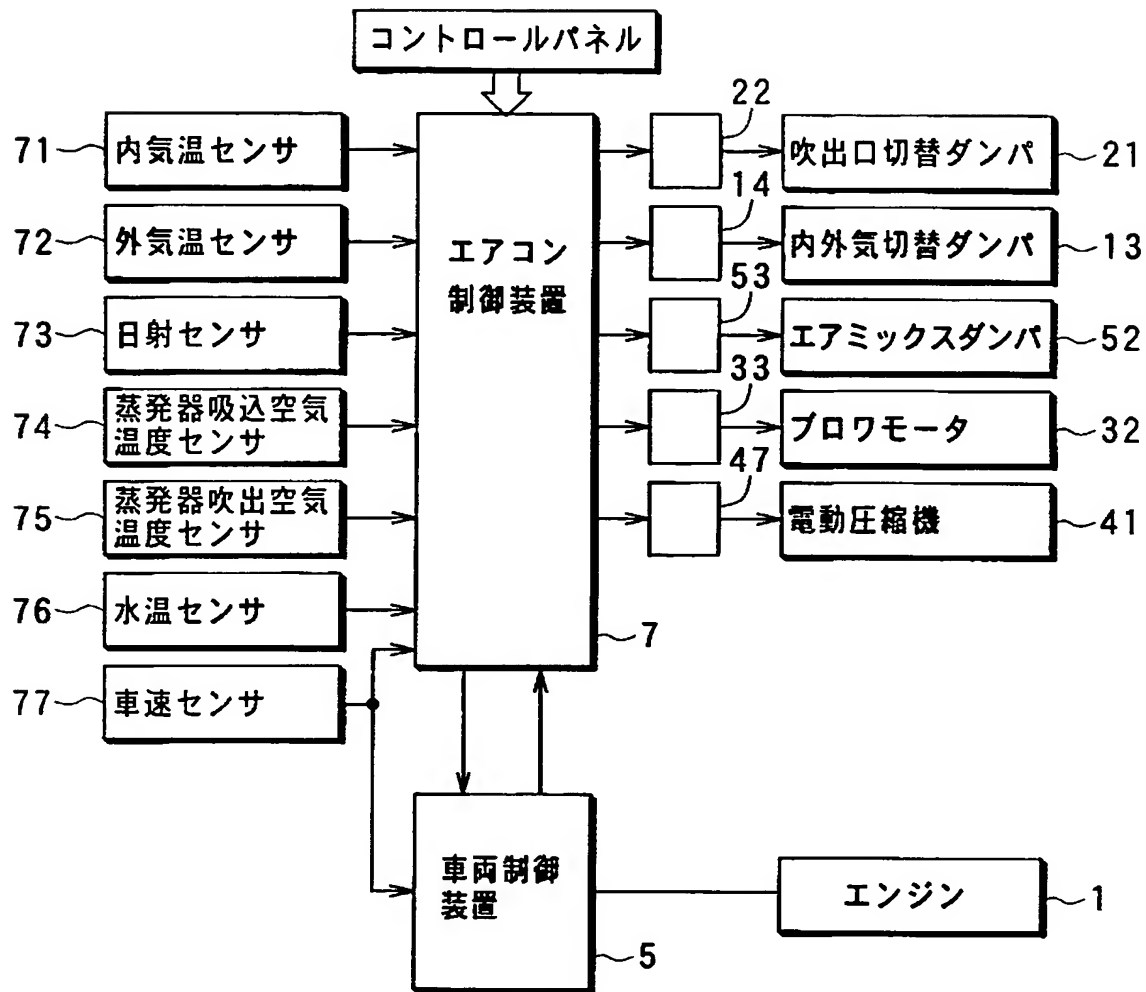 コントロールパネル
22
71
内気温センサ
吹出口切替ダンパ
21
14
72
外気温センサ
エアコン
制御装置
内外気切替ダンパ
13
53
73
日射センサ
エアミックスダンパ
52
33
74
蒸発器吸込空気
温度センサ
ブロワモータ
32
47
75
蒸発器吹出空気
温度センサ
電動圧縮機
41
76
水温センサ
7
77
車速センサ
車両制御
装置
エンジン
1
5